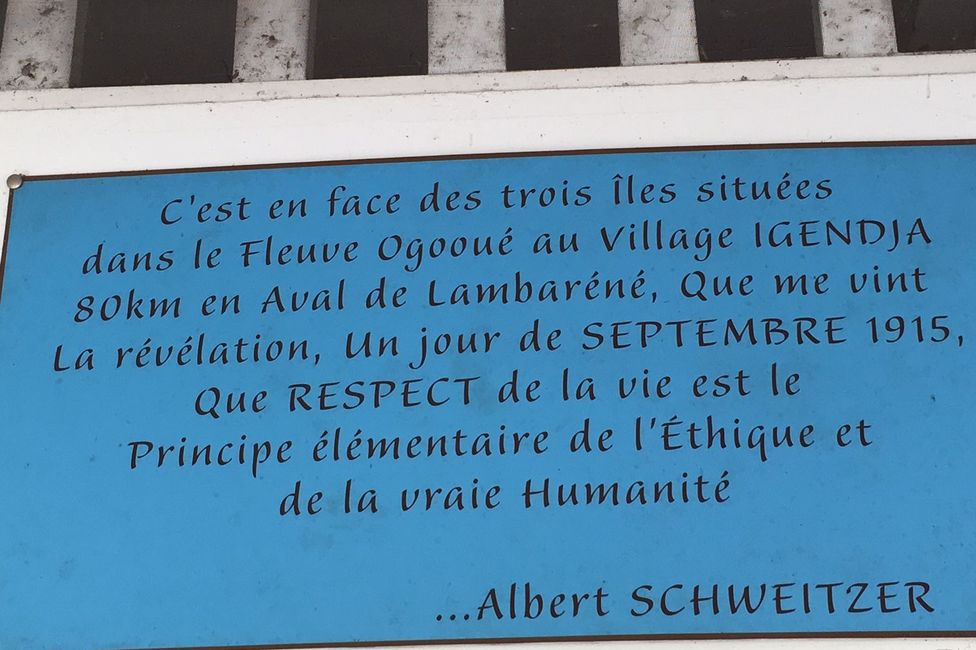 C'est en face des trois Îles situées
dans le Fleuve Ogooué au Village IGENDJA
80km en Aval de Lambaréné, Que me vint
La révélation, Un jour de SEPTEMBRE 1915,
Que RESPECT de la vie est le
Principe élémentaire de l'Éthique et
de la vraie Humanité
...Albert SCHWEITZER